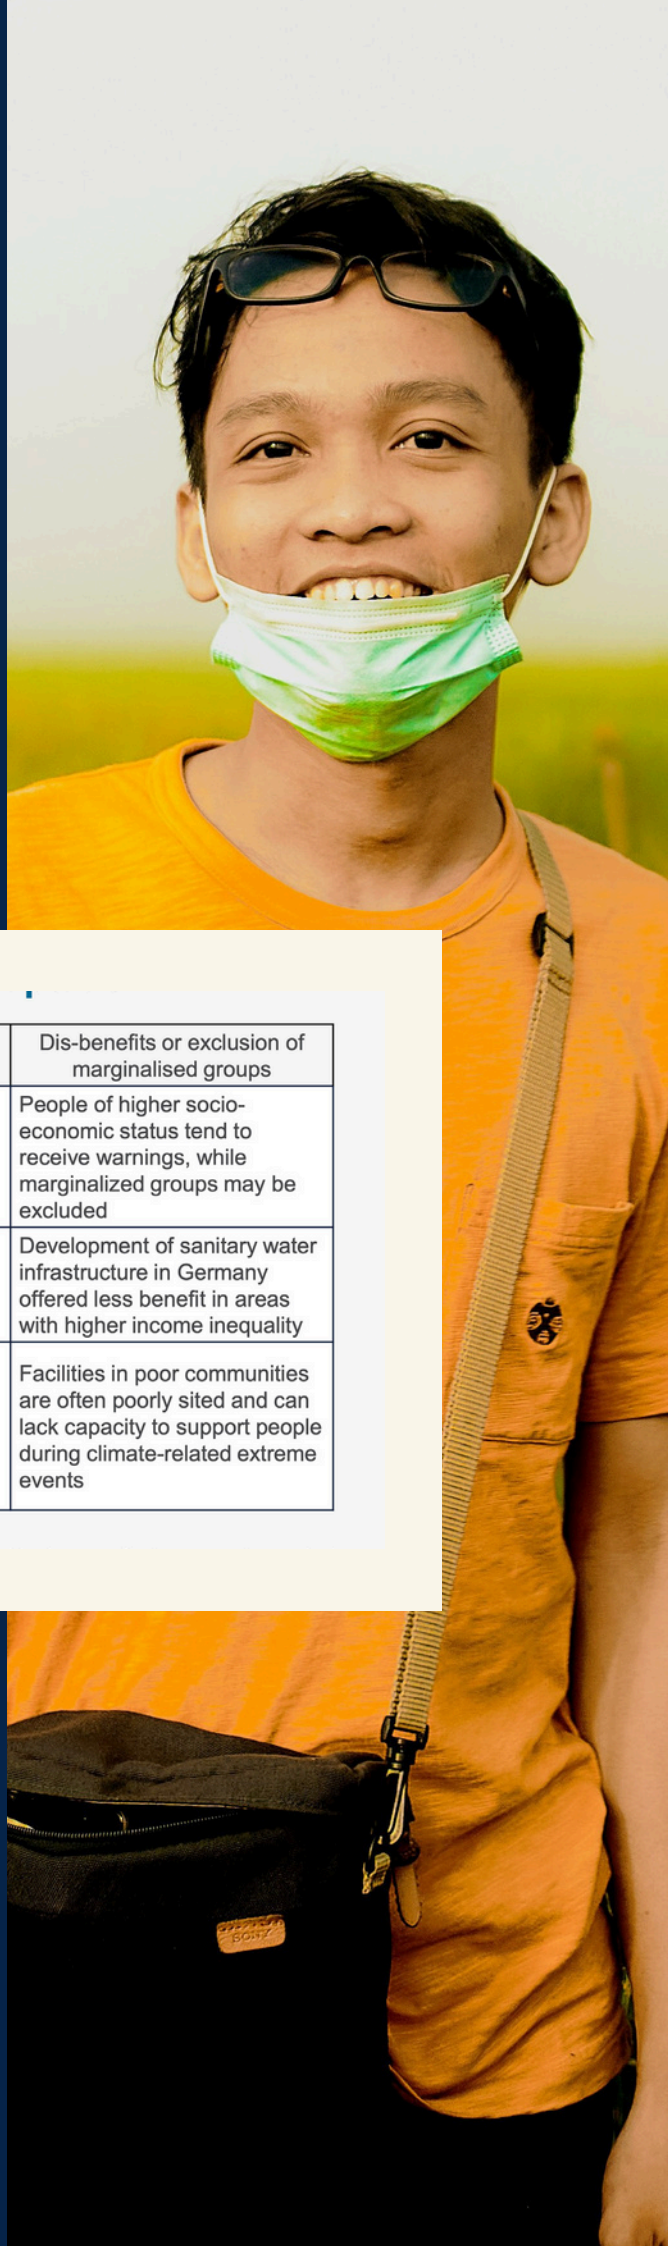 Dis-benefits or exclusion of
marginalised groups
People of higher socio-
economic status tend to
receive warnings, while
marginalized groups may be
excluded
Development of sanitary water
infrastructure in Germany
offered less benefit in areas
with higher income inequality
Facilities in poor communities
are often poorly sited and can
lack capacity to support people
during climate-related extreme
events
SONY